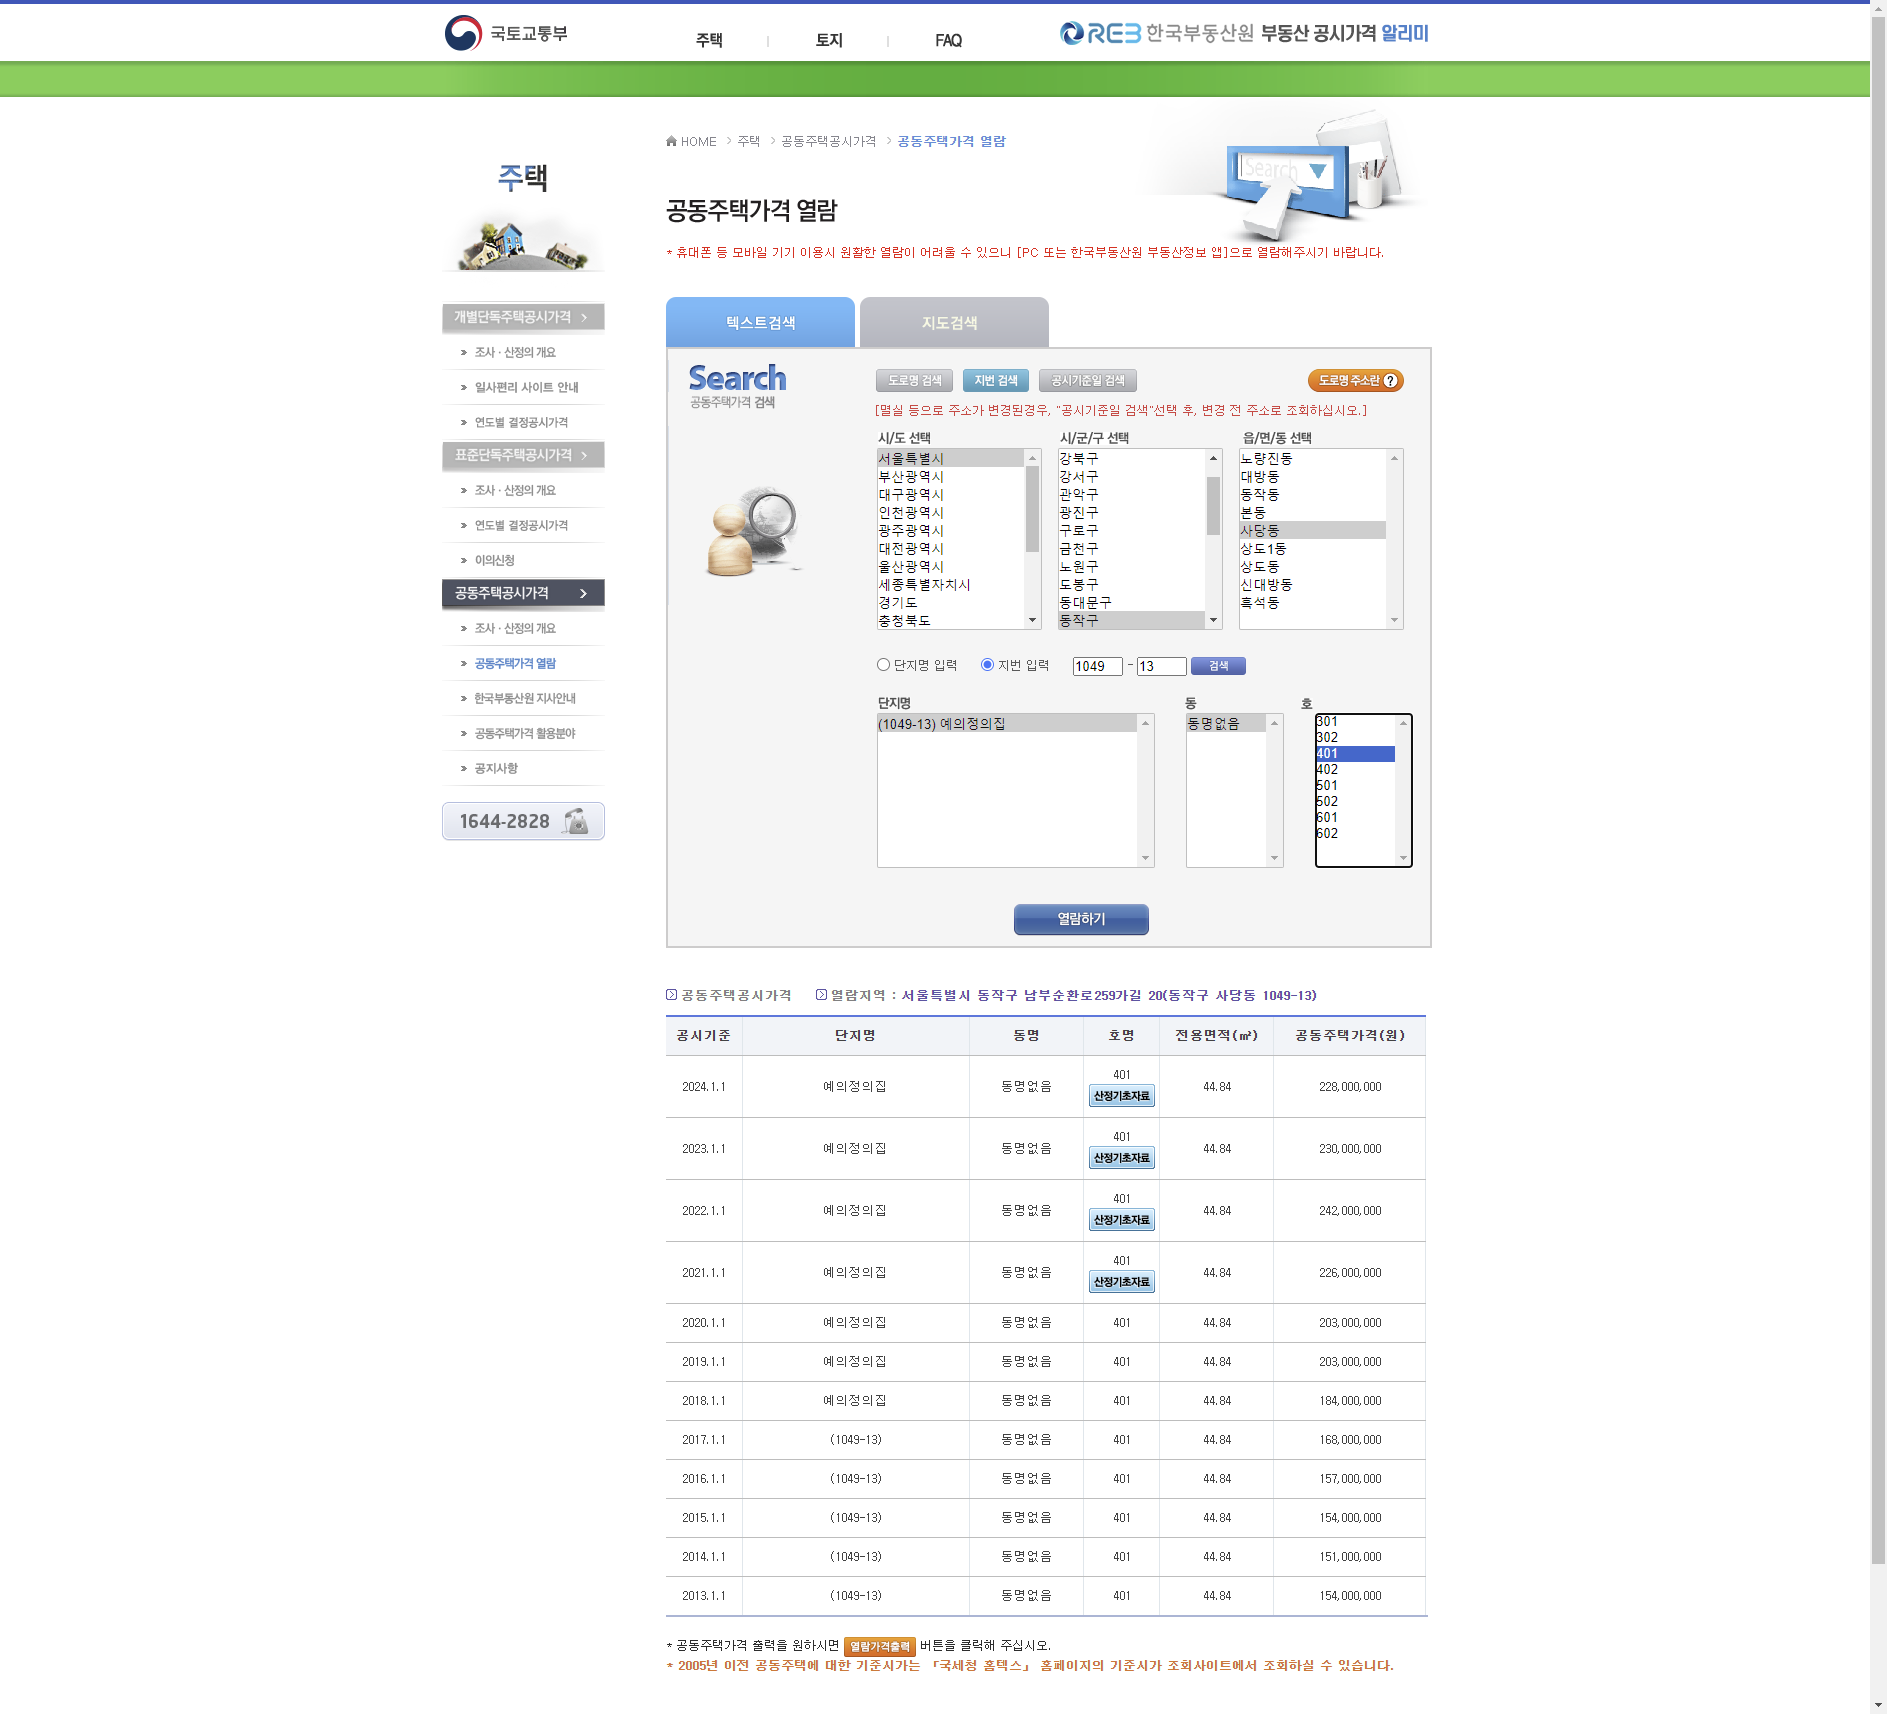 국토교통부
주택
토지
FAQ
REB 한국부동산원 부동산 공시가격 알리미
HOME > 주택 > 공동주택공시가격 > 공동주택가격 열람
주택
공동주택가격 열람
* 휴대폰 등 모바일 기기 이용시 원활한 열람이 어려울 수 있으니 [PC 또는 한국부동산원 부동산정보 앱]으로 열람해주시기 바랍니다.
개별단독주택공시가격
조사 · 산정의 개요
일사편리 사이트 안내
연도별 결정공시가격
표준단독주택공시가격
조사 · 산정의 개요
연도별 결정공시가격
이의신청
공동주택공시가격
조사 · 산정의 개요
공동주택가격 열람
한국부동산원 지사안내
공동주택가격 활용분야
공지사항
1644-2828
텍스트검색
지도검색
Search
공동주택가격 검색
Search
도로명 검색
지번 검색
공시기준일 검색
도로명 주소란 ?
[멸실 등으로 주소가 변경된경우, "공시기준일 검색"선택 후, 변경 전 주소로 조회하십시오.]
시/도 선택
서울특별시
부산광역시
대구광역시
인천광역시
광주광역시
대전광역시
울산광역시
세종특별자치시
경기도
충청북도
시/군/구 선택
강북구
강서구
관악구
광진구
구로구
금천구
노원구
도봉구
동대문구
동작구
읍/면/동 선택
노량진동
대방동
동작동
본동
사당동
상도1동
상도동
신대방동
흑석동
단지명 입력
지번 입력
1049 - 13
검색
단지명
(1049-13) 예의정의집
동
동명없음
호
301
302
401
402
501
502
601
602
열람하기
공동주택공시가격 열람지역 : 서울특별시 동작구 남부순환로259가길 20(동작구 사당동 1049-13)
공시기준 단지명 동명 호명 전용면적(㎡) 공동주택가격(원)
2024.1.1 예의정의집 동명없음 401 산정기초자료 44.84 228,000,000
2023.1.1 예의정의집 동명없음 401 산정기초자료 44.84 230,000,000
2022.1.1 예의정의집 동명없음 401 산정기초자료 44.84 242,000,000
2021.1.1 예의정의집 동명없음 401 산정기초자료 44.84 226,000,000
2020.1.1 예의정의집 동명없음 401 44.84 203,000,000
2019.1.1 예의정의집 동명없음 401 44.84 203,000,000
2018.1.1 예의정의집 동명없음 401 44.84 184,000,000
2017.1.1 (1049-13) 동명없음 401 44.84 168,000,000
2016.1.1 (1049-13) 동명없음 401 44.84 157,000,000
2015.1.1 (1049-13) 동명없음 401 44.84 154,000,000
2014.1.1 (1049-13) 동명없음 401 44.84 151,000,000
2013.1.1 (1049-13) 동명없음 401 44.84 154,000,000
* 공동주택가격 출력을 원하시면 열람가격출력 버튼을 클릭해 주십시오.
* 2005년 이전 공동주택에 대한 기준시가는 「국세청 홈텍스」 홈페이지의 기준시가 조회사이트에서 조회하실 수 있습니다.